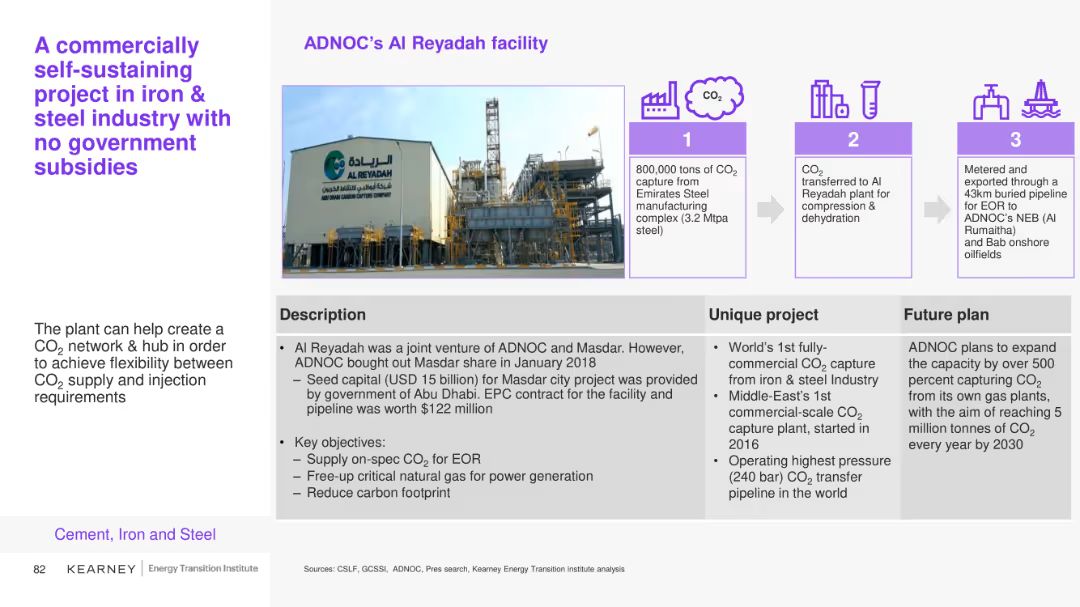 A commercially
self-sustaining
project in iron &
steel industry with
no government
subsidies
The plant can help create a
CO2 network & hub in order
to achieve flexibility between
CO2 supply and injection
requirements
Cement, Iron and Steel
ADNOC's Al Reyadah facility
الريادة
AL REYADAH
شركة أبوظبي لالتقاط الكربون
ABU DHABI CARBON CAPTURE COMPANY
CO2
1
800,000 tons of CO2
capture from
Emirates Steel
manufacturing
complex (3.2 Mtpa
steel)
2
CO2
transferred to Al
Reyadah plant for
compression &
dehydration
3
Metered and
exported through a
43km buried pipeline
for EOR to
ADNOC's NEB (Al
Rumaitha)
and Bab onshore
oilfields
Description
• Al Reyadah was a joint venture of ADNOC and Masdar. However,
ADNOC bought out Masdar share in January 2018
– Seed capital (USD 15 billion) for Masdar city project was provided
by government of Abu Dhabi. EPC contract for the facility and
pipeline was worth $122 million
• Key objectives:
– Supply on-spec CO2 for EOR
– Free-up critical natural gas for power generation
– Reduce carbon footprint
Unique project
• World's 1st fully-
commercial CO2 capture
from iron & steel Industry
• Middle-East's 1st
commercial-scale CO2
capture plant, started in
2016
• Operating highest pressure
(240 bar) CO2 transfer
pipeline in the world
Future plan
ADNOC plans to expand
the capacity by over 500
percent capturing CO2
from its own gas plants,
with the aim of reaching 5
million tonnes of CO2
every year by 2030
82 KEARNEY Energy Transition Institute
Sources: CSLF, GCSSI, ADNOC, Pres search, Kearney Energy Transition institute analysis